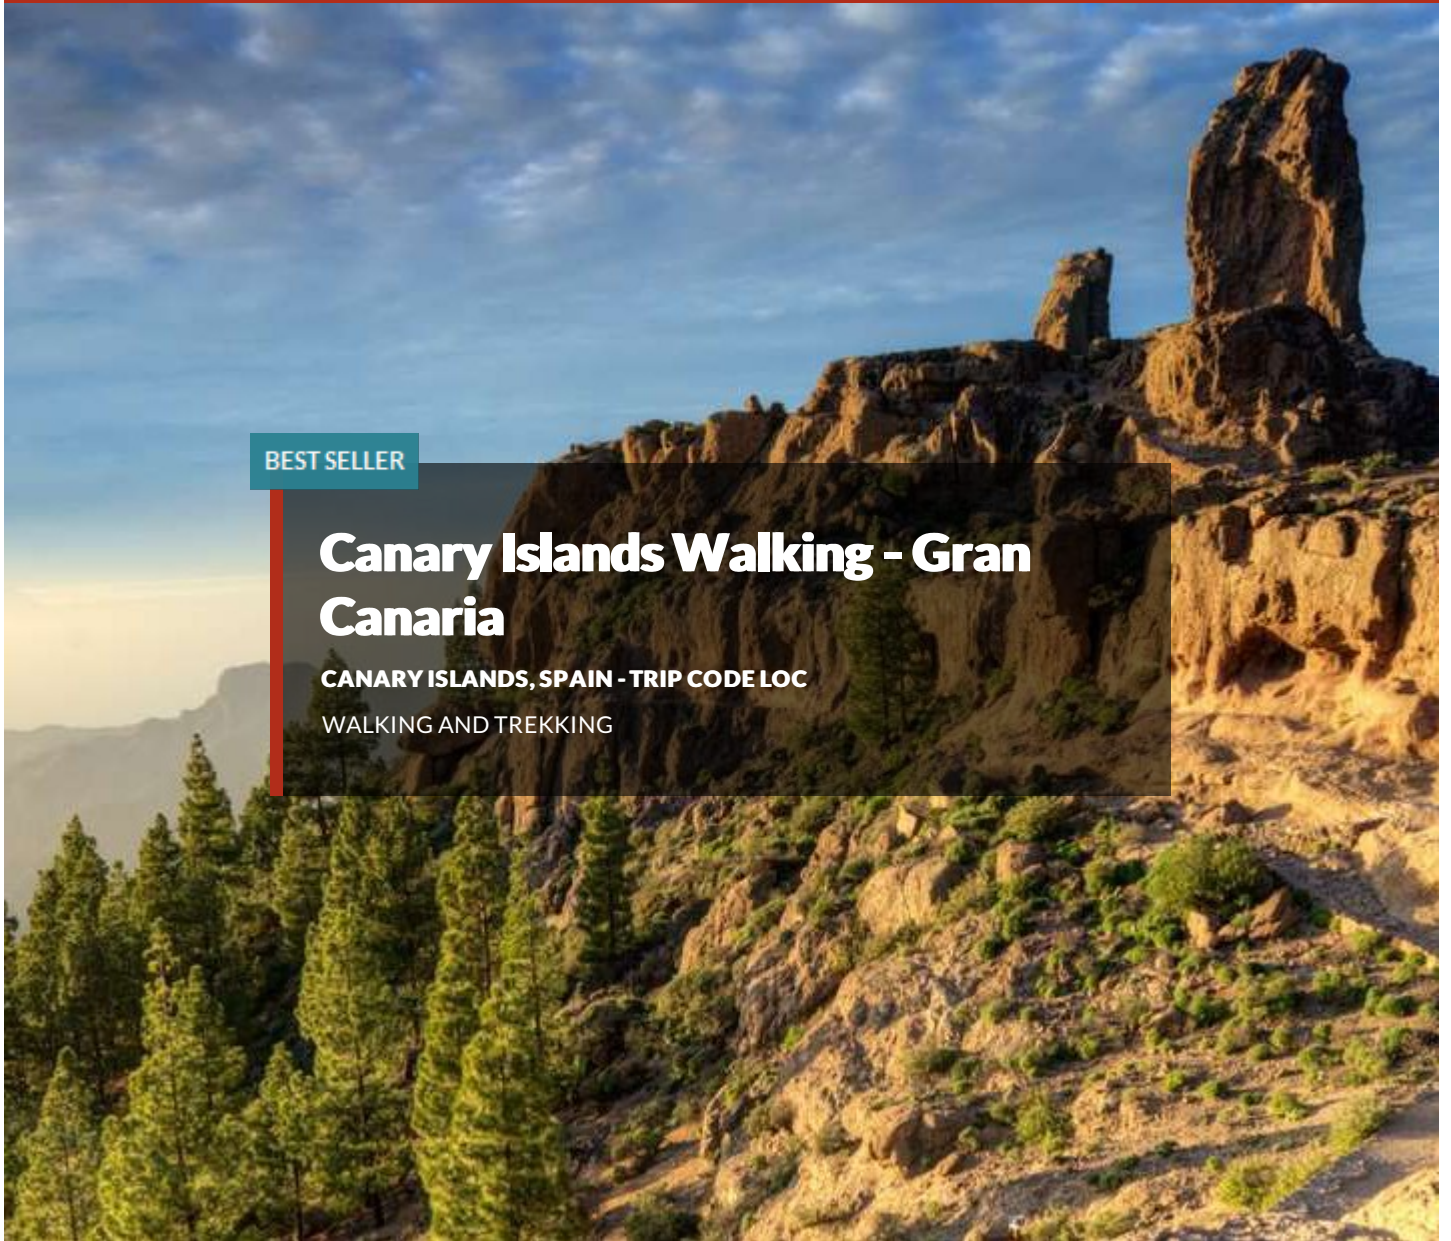 BEST SELLER
Canary Islands Walking - Gran
Canaria
CANARY ISLANDS, SPAIN - TRIP CODE LOC
WALKING AND TREKKING